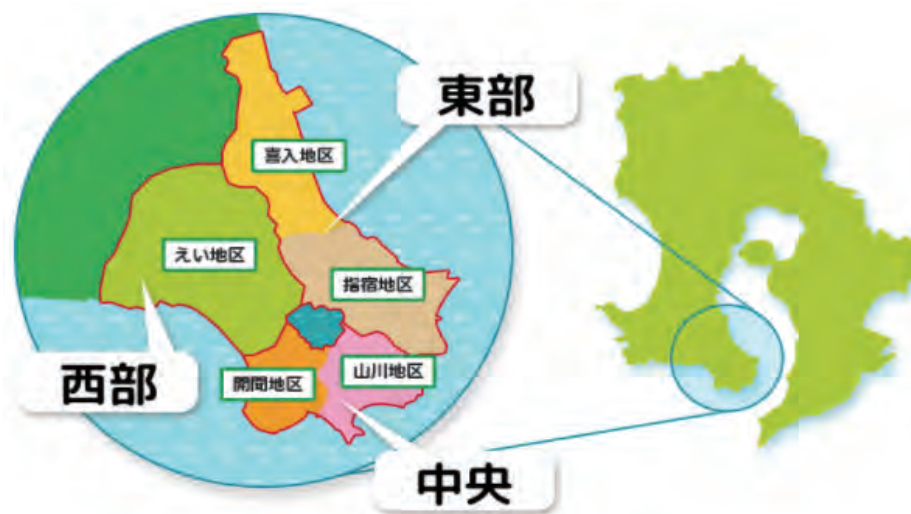 東部
喜入地区
えい地区
指宿地区
西部
開聞地区
山川地区
中央